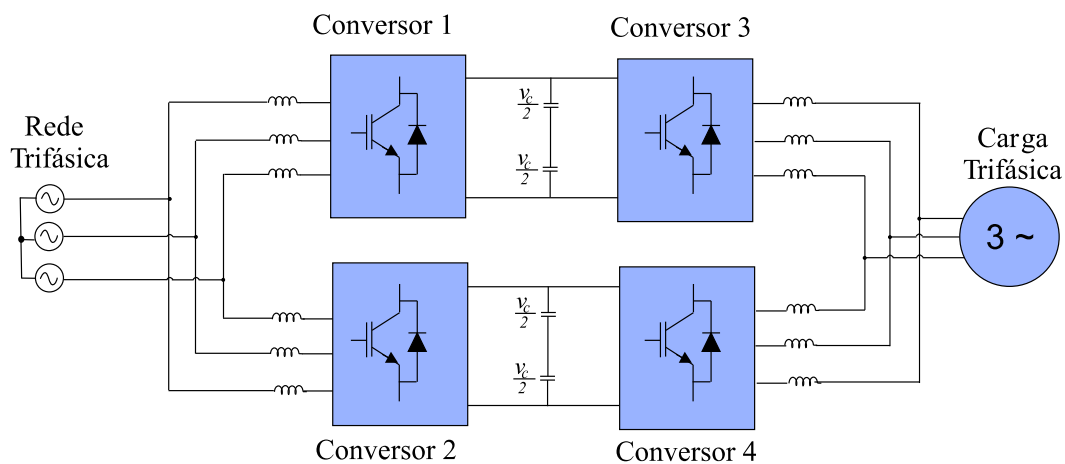 Conversor 1
Conversor 3
Rede
Trifásica
v_c/2
v_c/2
Carga
Trifásica
3 ~
v_c/2
v_c/2
Conversor 2
Conversor 4